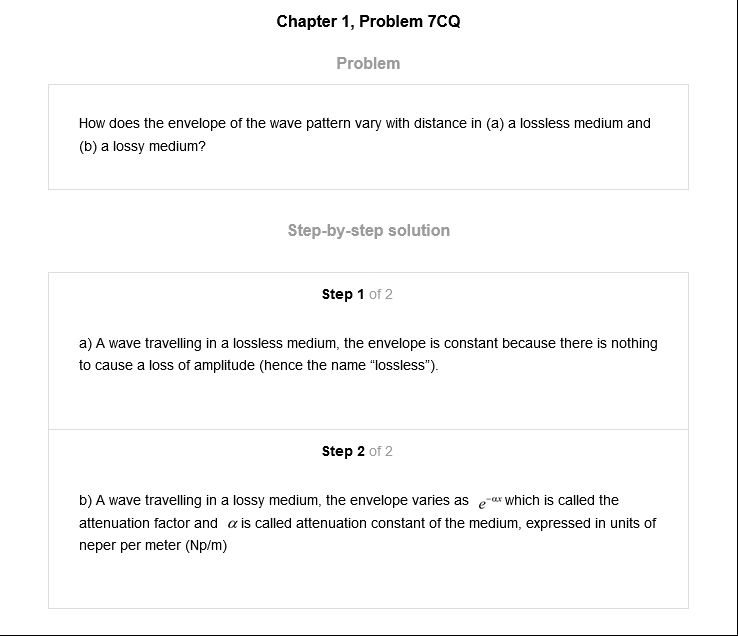 Chapter 1, Problem 7CQ
Problem
How does the envelope of the wave pattern vary with distance in (a) a lossless medium and
(b) a lossy medium?
Step-by-step solution
Step 1 of 2
a) A wave travelling in a lossless medium, the envelope is constant because there is nothing
to cause a loss of amplitude (hence the name “lossless”).
Step 2 of 2
b) A wave travelling in a lossy medium, the envelope varies as e^{-αx} which is called the
attenuation factor and α is called attenuation constant of the medium, expressed in units of
neper per meter (Np/m)